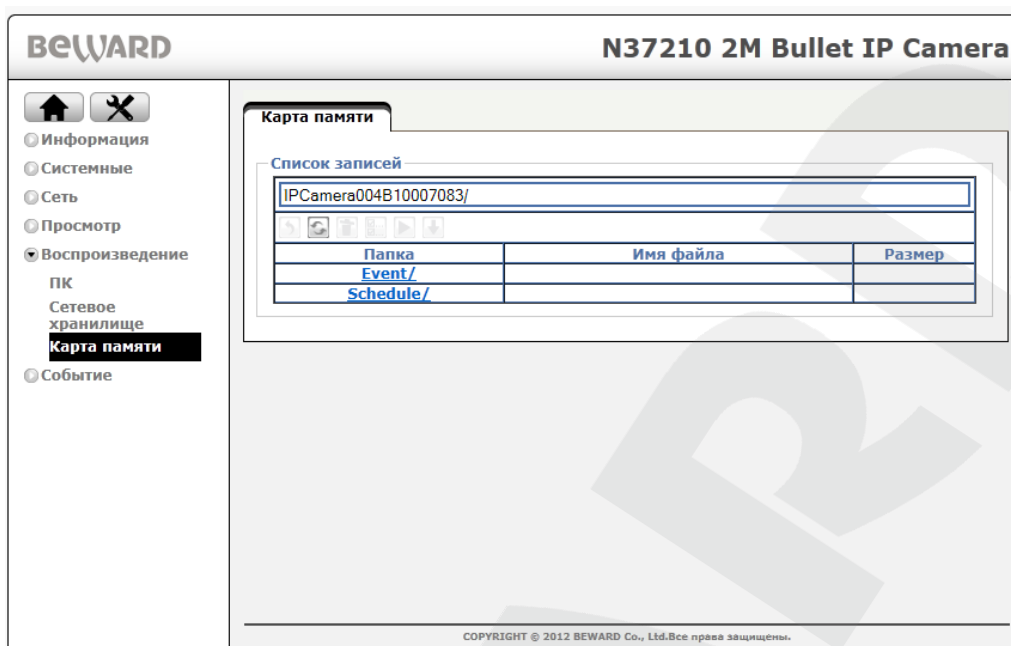 BEWARD
N37210 2M Bullet IP Camera
Информация
Системные
Сеть
Просмотр
Воспроизведение
ПК
Сетевое
хранилище
Карта памяти
Событие
Карта памяти
Список записей
IPCamera004B10007083/
Папка Имя файла Размер
Event/
Schedule/
COPYRIGHT © 2012 BEWARD Co., Ltd.Все права защищены.